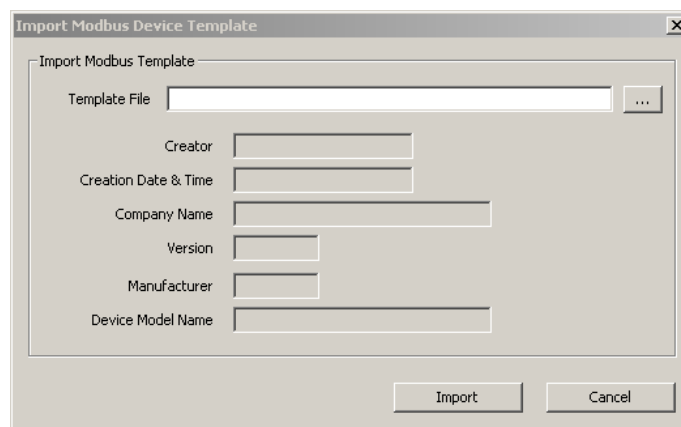 Import Modbus Device Template
Import Modbus Template
Template File
...
Creator
Creation Date & Time
Company Name
Version
Manufacturer
Device Model Name
Import Cancel